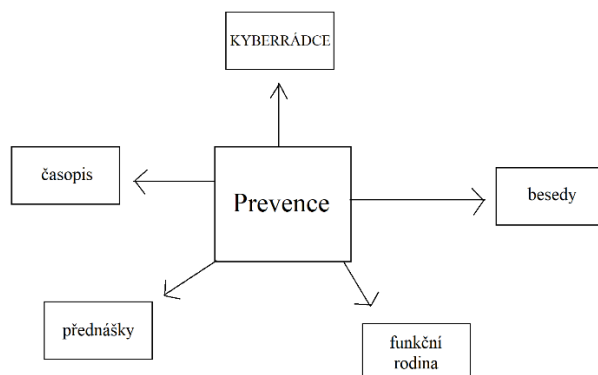 KYBERRÁDCE
časopis
Prevence
besedy
přednášky
funkční
rodina